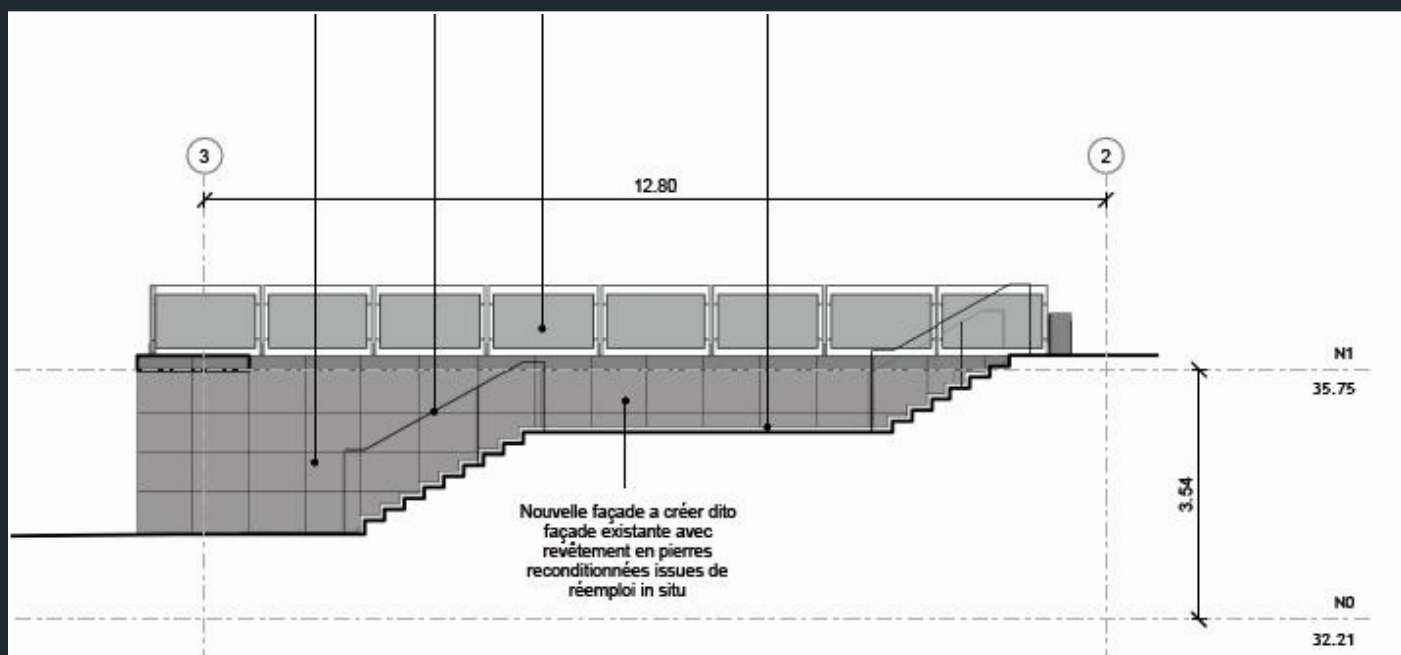 3
2
12.80
N1
35.75
3.54
Nouvelle façade a créer dito
façade existante avec
revêtement en pierres
reconditionnées issues de
réemploi in situ
N0
32.21